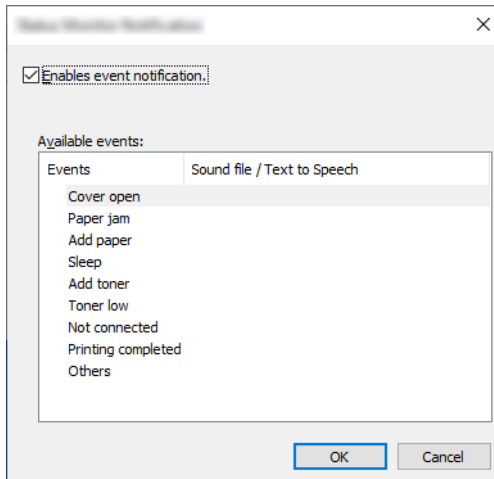 Enables event notification.
Available events:
Events Sound file / Text to Speech
Cover open
Paper jam
Add paper
Sleep
Add toner
Toner low
Not connected
Printing completed
Others
OK Cancel